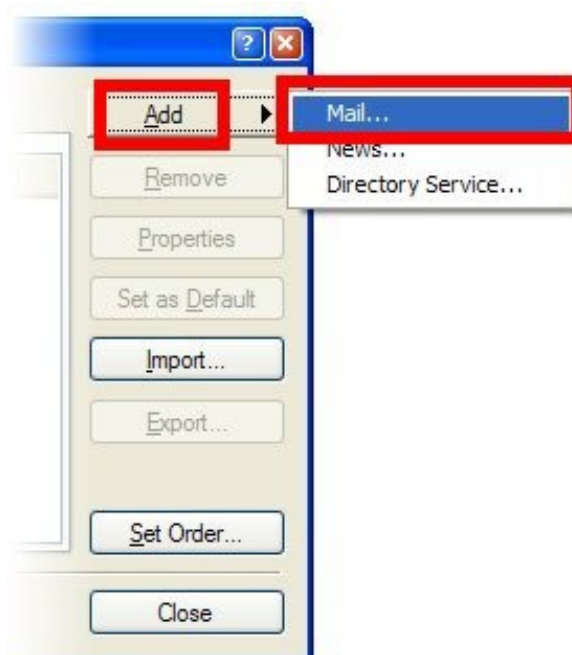 Add
Mail...
News...
Directory Service...
Remove
Properties
Set as Default
Import...
Export...
Set Order...
Close